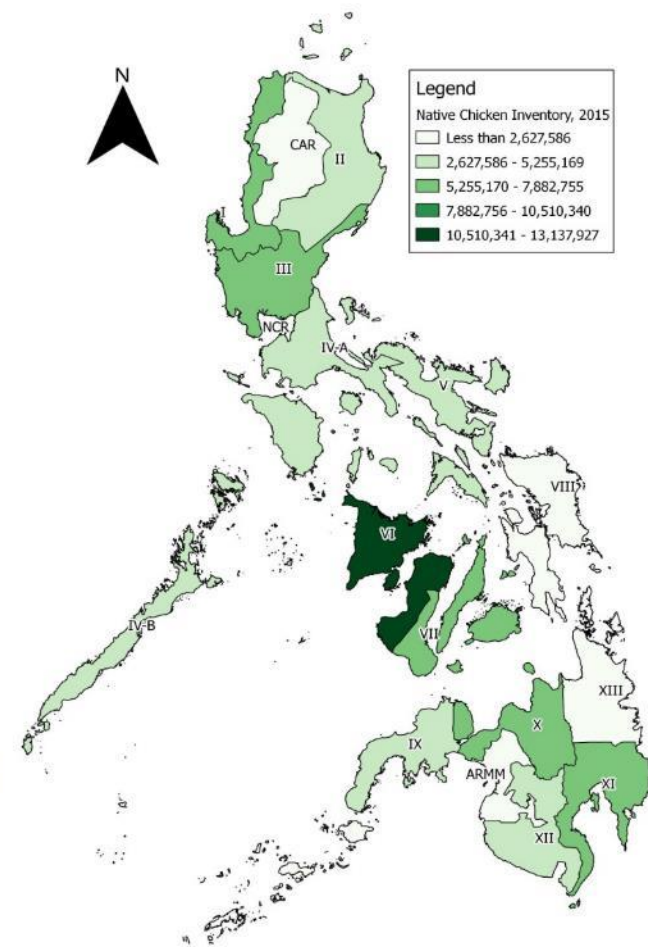 N
Legend
Native Chicken Inventory, 2015
Less than 2,627,586
2,627,586 - 5,255,169
5,255,170 - 7,882,755
7,882,756 - 10,510,340
10,510,341 - 13,137,927
CAR
II
I
III
NCR
IV-A
V
VIII
VI
VII
IV-B
XIII
X
IX
ARMM
XI
XII